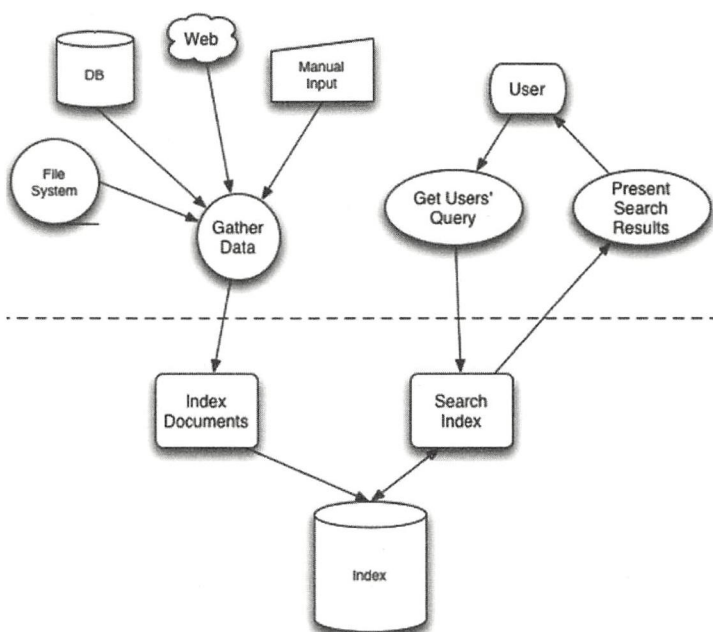 Web
DB
Manual
Input
User
File
System
Gather
Data
Get Users'
Query
Present
Search
Results
Index
Documents
Search
Index
Index